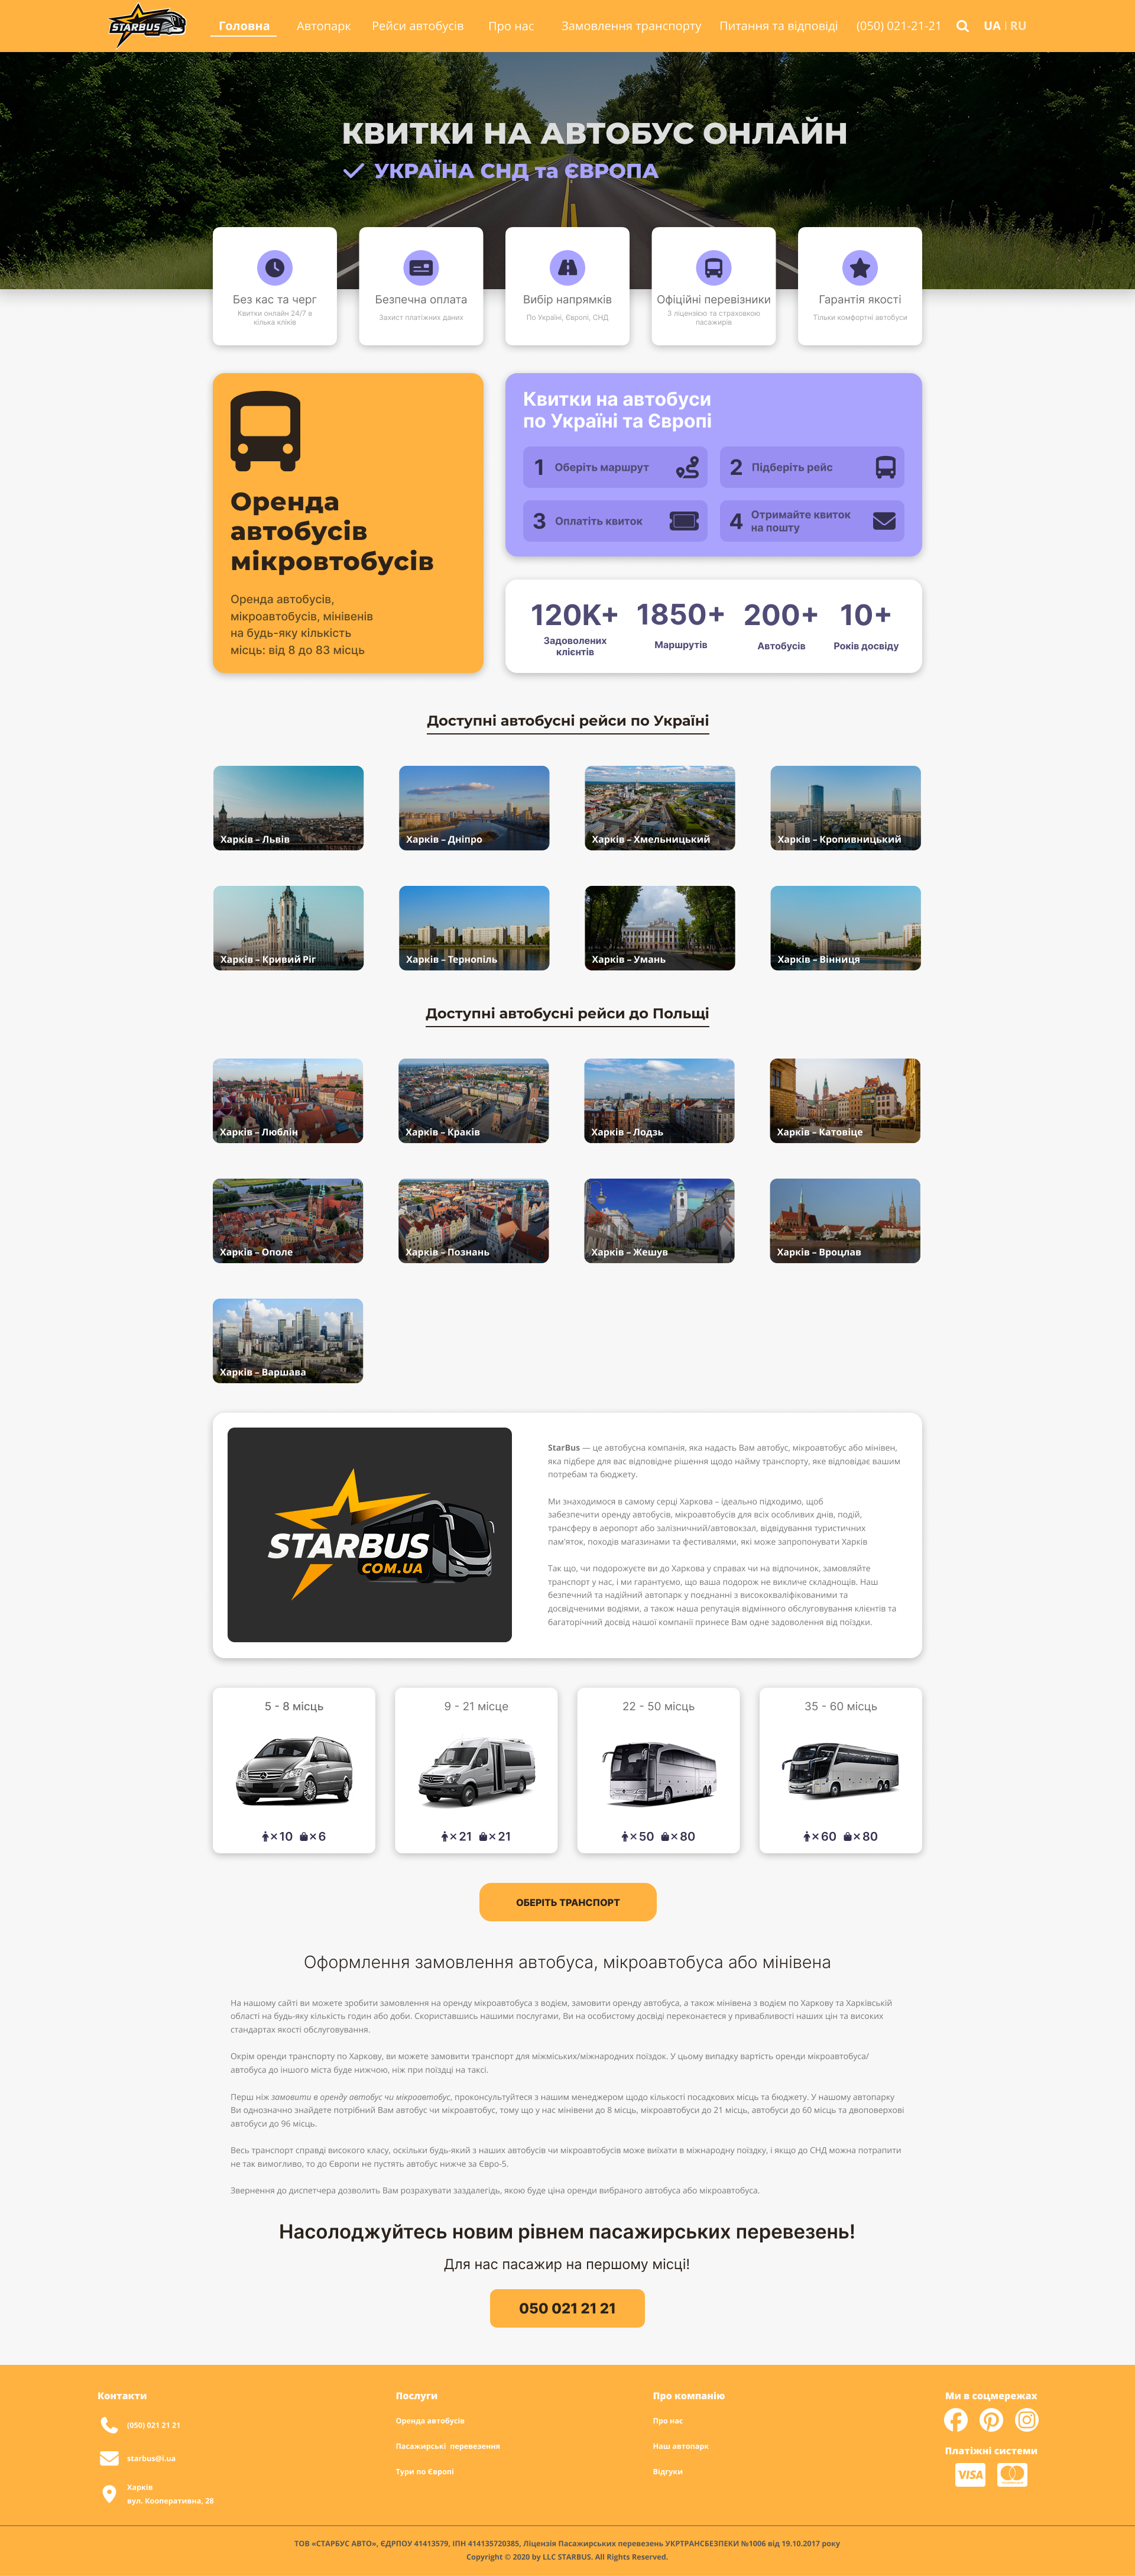 STARBUS
Головна
Автопарк
Рейси автобусів
Про нас
Замовлення транспорту
Питання та відповіді
(050) 021-21-21
UA | RU
КВИТКИ НА АВТОБУС ОНЛАЙН
УКРАЇНА СНД та ЄВРОПА
Без кас та черг
Квитки онлайн 24/7 в
кілька кліків
Безпечна оплата
Захист платіжних даних
Вибір напрямків
По Україні, Європі, СНД
Офіційні перевізники
З ліцензією та страховкою
пасажирів
Гарантія якості
Тільки комфортні автобуси
Оренда
автобусів
мікровтобусів
Оренда автобусів,
мікроавтобусів, мінівенів
на будь-яку кількість
місць: від 8 до 83 місць
Квитки на автобуси
по Україні та Європі
1 Оберіть маршрут
2 Підберіть рейс
3 Оплатіть квиток
4 Отримайте квиток
на пошту
120K+
Задоволених
клієнтів
1850+
Маршрутів
200+
Автобусів
10+
Років досвіду
Доступні автобусні рейси по Україні
Харків – Львів
Харків – Дніпро
Харків – Хмельницький
Харків – Кропивницький
Харків – Кривий Ріг
Харків – Тернопіль
Харків – Умань
Харків – Вінниця
Доступні автобусні рейси до Польщі
Харків – Люблін
Харків – Краків
Харків – Лодзь
Харків – Катовіце
Харків – Ополе
Харків – Познань
Харків – Жешув
Харків – Вроцлав
Харків – Варшава
STARBUS
COM.UA
StarBus — це автобусна компанія, яка надасть Вам автобус, мікроавтобус або мінівен,
яка підбере для вас відповідне рішення щодо найму транспорту, яке відповідає вашим
потребам та бюджету.
Ми знаходимося в самому серці Харкова – ідеально підходимо, щоб
забезпечити оренду автобусів, мікроавтобусів для всіх особливих днів, подій,
трансферу в аеропорт або залізничний/автовокзал, відвідування туристичних
пам'яток, походів магазинами та фестивалями, які може запропонувати Харків
Так що, чи подорожуєте ви до Харкова у справах чи на відпочинок, замовляйте
транспорт у нас, і ми гарантуємо, що ваша подорож не викличе складнощів. Наш
безпечний та надійний автопарк у поєднанні з висококваліфікованими та
досвідченими водіями, а також наша репутація відмінного обслуговування клієнтів та
багаторічний досвід нашої компанії принесе Вам одне задоволення від поїздки.
5 - 8 місць
×10 ×6
9 - 21 місце
×21 ×21
22 - 50 місць
×50 ×80
35 - 60 місць
×60 ×80
ОБЕРІТЬ ТРАНСПОРТ
Оформлення замовлення автобуса, мікроавтобуса або мінівена
На нашому сайті ви можете зробити замовлення на оренду мікроавтобуса з водієм, замовити оренду автобуса, а також мінівена з водієм по Харкову та Харківській
області на будь-яку кількість годин або доби. Скориставшись нашими послугами, Ви на особистому досвіді переконаєтеся у привабливості наших цін та високих
стандартах якості обслуговування.
Окрім оренди транспорту по Харкову, ви можете замовити транспорт для міжміських/міжнародних поїздок. У цьому випадку вартість оренди мікроавтобуса/
автобуса до іншого міста буде нижчою, ніж при поїздці на таксі.
Перш ніж замовити в оренду автобус чи мікроавтобус, проконсультуйтеся з нашим менеджером щодо кількості посадкових місць та бюджету. У нашому автопарку
Ви однозначно знайдете потрібний Вам автобус чи мікроавтобус, тому що у нас мінівени до 8 місць, мікроавтобуси до 21 місць, автобуси до 60 місць та двоповерхові
автобуси до 96 місць.
Весь транспорт справді високого класу, оскільки будь-який з наших автобусів чи мікроавтобусів може виїхати в міжнародну поїздку, і якщо до СНД можна потрапити
не так вимогливо, то до Європи не пустять автобус нижче за Євро-5.
Звернення до диспетчера дозволить Вам розрахувати заздалегідь, якою буде ціна оренди вибраного автобуса або мікроавтобуса.
Насолоджуйтесь новим рівнем пасажирських перевезень!
Для нас пасажир на першому місці!
050 021 21 21
Контакти
(050) 021 21 21
starbus@i.ua
Харків
вул. Кооперативна, 28
Послуги
Оренда автобусів
Пасажирські перевезення
Тури по Європі
Про компанію
Про нас
Наш автопарк
Відгуки
Ми в соцмережах
Платіжні системи
VISA
ТОВ «СТАРБУС АВТО», ЄДРПОУ 41413579, ІПН 414135720385, Ліцензія Пасажирських перевезень УКРТРАНСБЕЗПЕКИ №1006 від 19.10.2017 року
Copyright © 2020 by LLC STARBUS. All Rights Reserved.